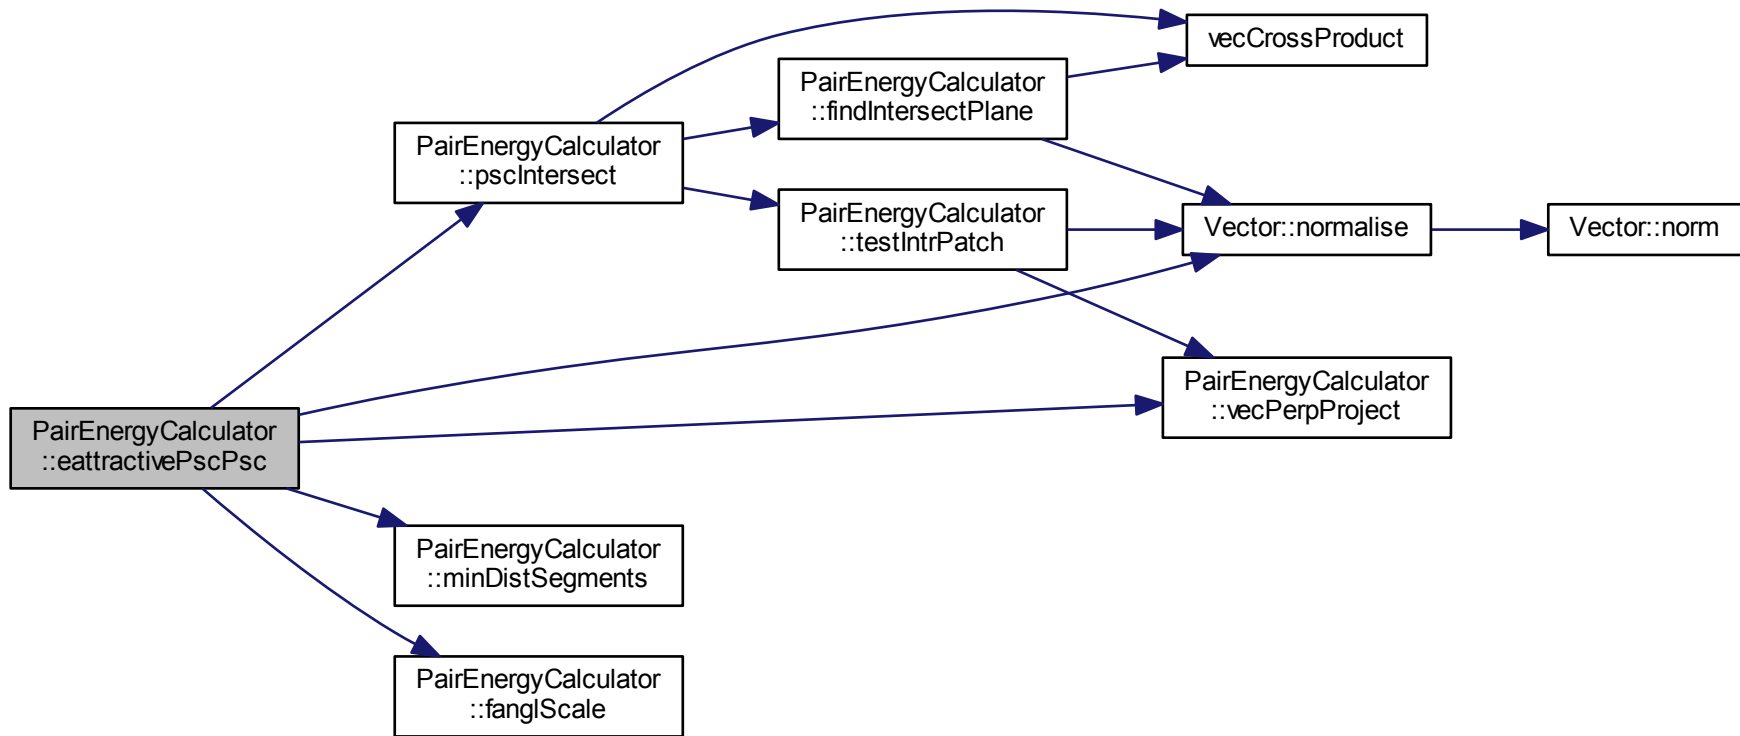 vecCrossProduct
PairEnergyCalculator
::findIntersectPlane
PairEnergyCalculator
::pscIntersect
PairEnergyCalculator
::testIntrPatch
Vector::normalise
Vector::norm
PairEnergyCalculator
::vecPerpProject
PairEnergyCalculator
::eattractivePscPsc
PairEnergyCalculator
::minDistSegments
PairEnergyCalculator
::fanglScale